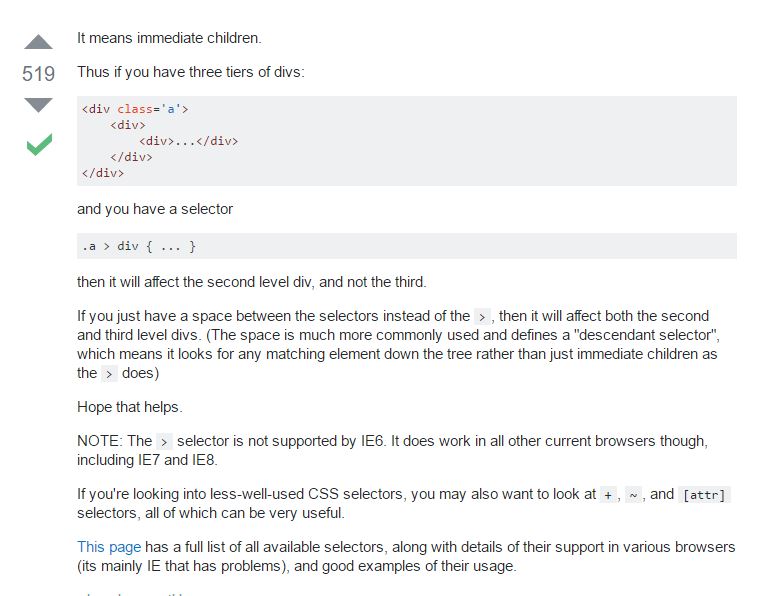 It means immediate children.
519
Thus if you have three tiers of divs:
<div class='a'>
    <div>
        <div>...</div>
    </div>
</div>
and you have a selector
.a > div { ... }
then it will affect the second level div, and not the third.
If you just have a space between the selectors instead of the > , then it will affect both the second
and third level divs. (The space is much more commonly used and defines a "descendant selector",
which means it looks for any matching element down the tree rather than just immediate children as
the > does)
Hope that helps.
NOTE: The > selector is not supported by IE6. It does work in all other current browsers though,
including IE7 and IE8.
If you're looking into less-well-used CSS selectors, you may also want to look at + , ~ , and [attr]
selectors, all of which can be very useful.
This page has a full list of all available selectors, along with details of their support in various browsers
(its mainly IE that has problems), and good examples of their usage.